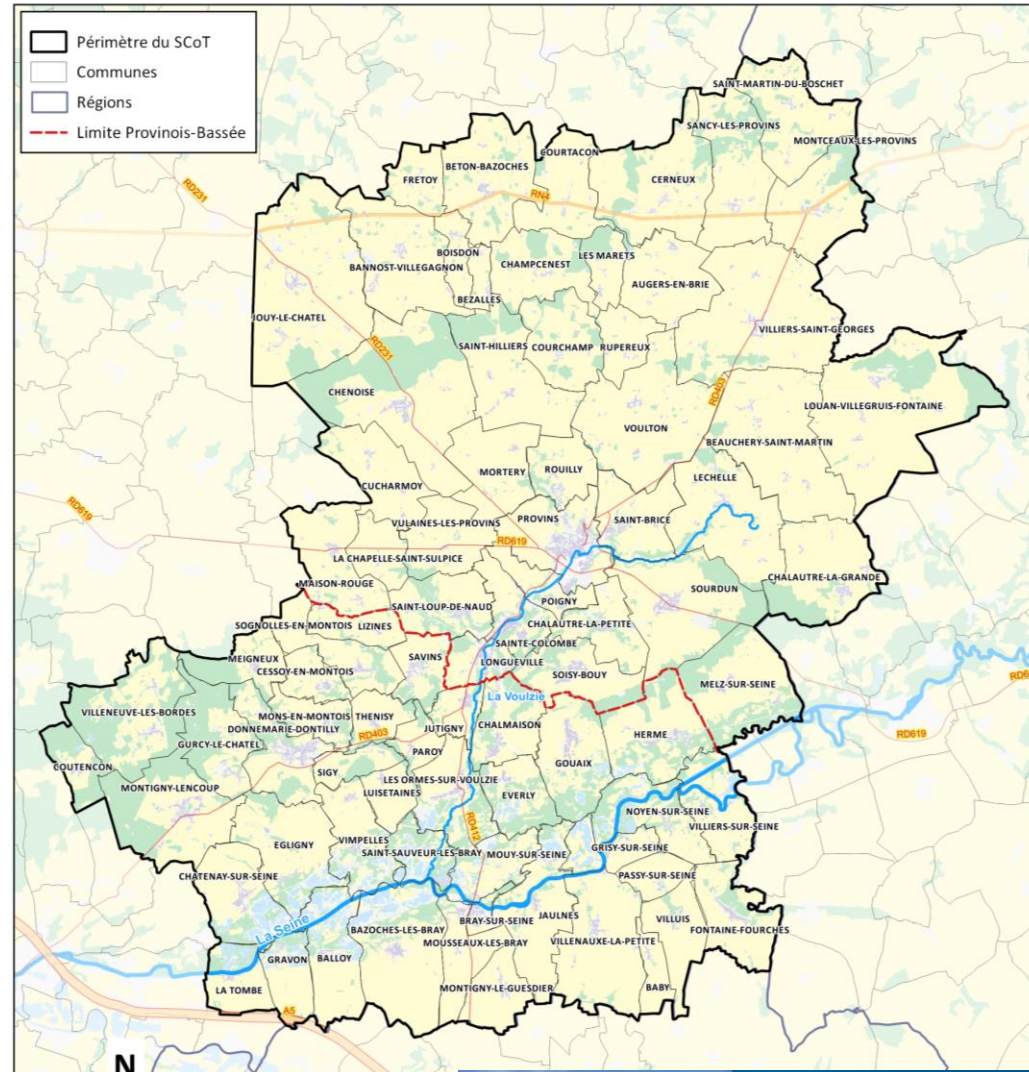 Périmètre du SCoT
Communes
Régions
Limite Provinois-Bassée
SAINT-MARTIN-DU-BOSCHET
SANCY-LES-PROVINS
MONTCEAUX-LES-PROVINS
COURTACON
BETON-BAZOCHES
FRETOY
CERNEUX
RD231
RN4
BOISDON
LES MARETS
BANNOST-VILLEGAGNON
CHAMPCENEST
AUGERS-EN-BRIE
BEZALLES
JOUY-LE-CHATEL
VILLIERS-SAINT-GEORGES
RD231
SAINT-HILLIERS
COURCHAMP
RUPEREUX
CHENOISE
RD403
LOUAN-VILLEGRUIS-FONTAINE
VOULTON
BEAUCHERY-SAINT-MARTIN
MORTERY
ROUILLY
LECHELLE
CUCHARMOY
RD619
VULAINES-LES-PROVINS
PROVINS
SAINT-BRICE
RD619
LA CHAPELLE-SAINT-SULPICE
MAISON-ROUGE
CHALAUTRE-LA-GRANDE
SOURDUN
POIGNY
SAINT-LOUP-DE-NAUD
CHALAUTRE-LA-PETITE
SOGNOLLES-EN-MONTOIS
LIZINES
SAINTE-COLOMBE
SAVINS
LONGUEVILLE
MEIGNEUX
CESSOY-EN-MONTOIS
SOISY-BOUY
MELZ-SUR-SEINE
RD6
La Voulzie
VILLENEUVE-LES-BORDES
MONS-EN-MONTOIS
THENISY
CHALMAISON
DONNEMARIE-DONTILLY
JUTIGNY
HERME
RD403
RD619
GURCY-LE-CHATEL
PAROY
GOUAIX
COUTENCON
SIGY
LES ORMES-SUR-VOULZIE
MONTIGNY-LENCOUP
LUISETAINES
EVERLY
NOYEN-SUR-SEINE
RD412
VILLIERS-SUR-SEINE
EGLIGNY
VIMPELLES
SAINT-SAUVEUR-LES-BRAY
MOUY-SUR-SEINE
GRISY-SUR-SEINE
CHATENAY-SUR-SEINE
PASSY-SUR-SEINE
La Seine
BRAY-SUR-SEINE
JAULNES
VILLUIS
BAZOCHES-LES-BRAY
FONTAINE-FOURCHES
MOUSSEAUX-LES-BRAY
VILLENAUXE-LA-PETITE
GRAVON
BALLOY
LA TOMBE
MONTIGNY-LE-GUESDIER
BABY
A5
N